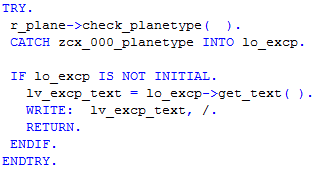 TRY.
r_plane->check_planetype(  ).
CATCH zcx_000_planetype INTO lo_excp.
IF lo_excp IS NOT INITIAL.
lv_excp_text = lo_excp->get_text( ).
WRITE:  lv_excp_text, /.
RETURN.
ENDIF.
ENDTRY.